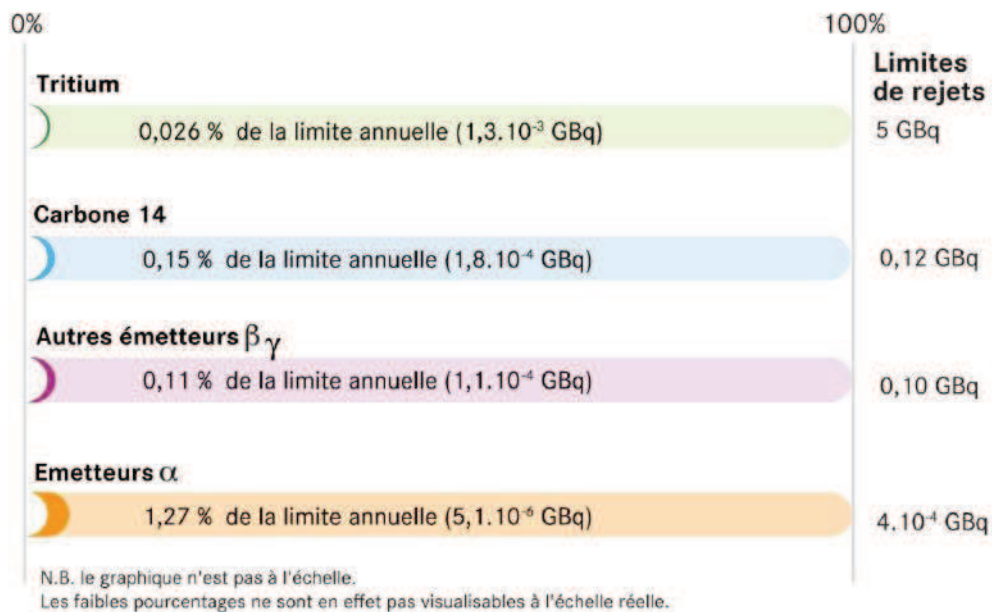 0%
100%
Limites
de rejets
Tritium
0,026 % de la limite annuelle (1,3.10⁻³ GBq)
5 GBq
Carbone 14
0,15 % de la limite annuelle (1,8.10⁻⁴ GBq)
0,12 GBq
Autres émetteurs β γ
0,11 % de la limite annuelle (1,1.10⁻⁴ GBq)
0,10 GBq
Emetteurs α
1,27 % de la limite annuelle (5,1.10⁻⁶ GBq)
4.10⁻⁴ GBq
N.B. le graphique n'est pas à l'échelle.
Les faibles pourcentages ne sont en effet pas visualisables à l'échelle réelle.